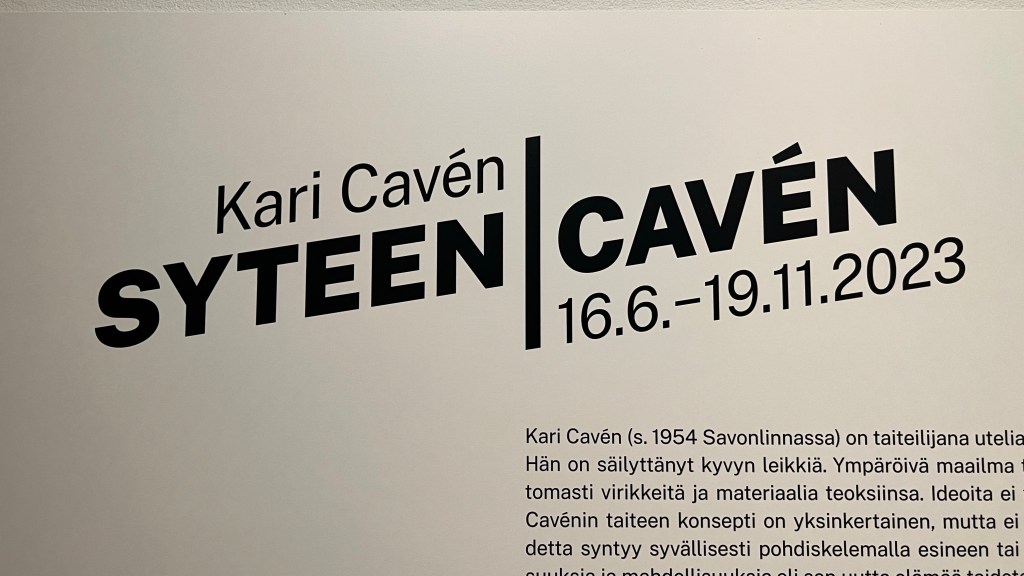 Kari Cavén
SYTEEN
CAVÉN
16.6.–19.11.2023
Kari Cavén (s. 1954 Savonlinnassa) on taiteilijana
Hän on säilyttänyt kyvyn leikkiä. Ympäröivä maailma
tomasti virikkeitä ja materiaalia teoksiinsa. Ideoita ei
Cavénin taiteen konsepti on yksinkertainen, mutta ei
detta syntyy syvällisesti pohdiskelemalla esineen tai